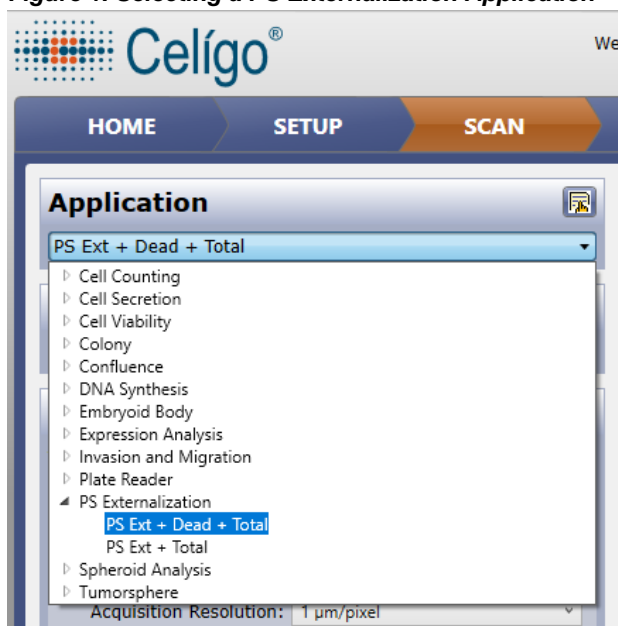 Figure 1. Selecting a PS Externalization Application
Celígo®
We
HOME SETUP SCAN
Application
PS Ext + Dead + Total
Cell Counting
Cell Secretion
Cell Viability
Colony
Confluence
DNA Synthesis
Embryoid Body
Expression Analysis
Invasion and Migration
Plate Reader
PS Externalization
PS Ext + Dead + Total
PS Ext + Total
Spheroid Analysis
Tumorsphere
Acquisition Resolution: 1 µm/pixel